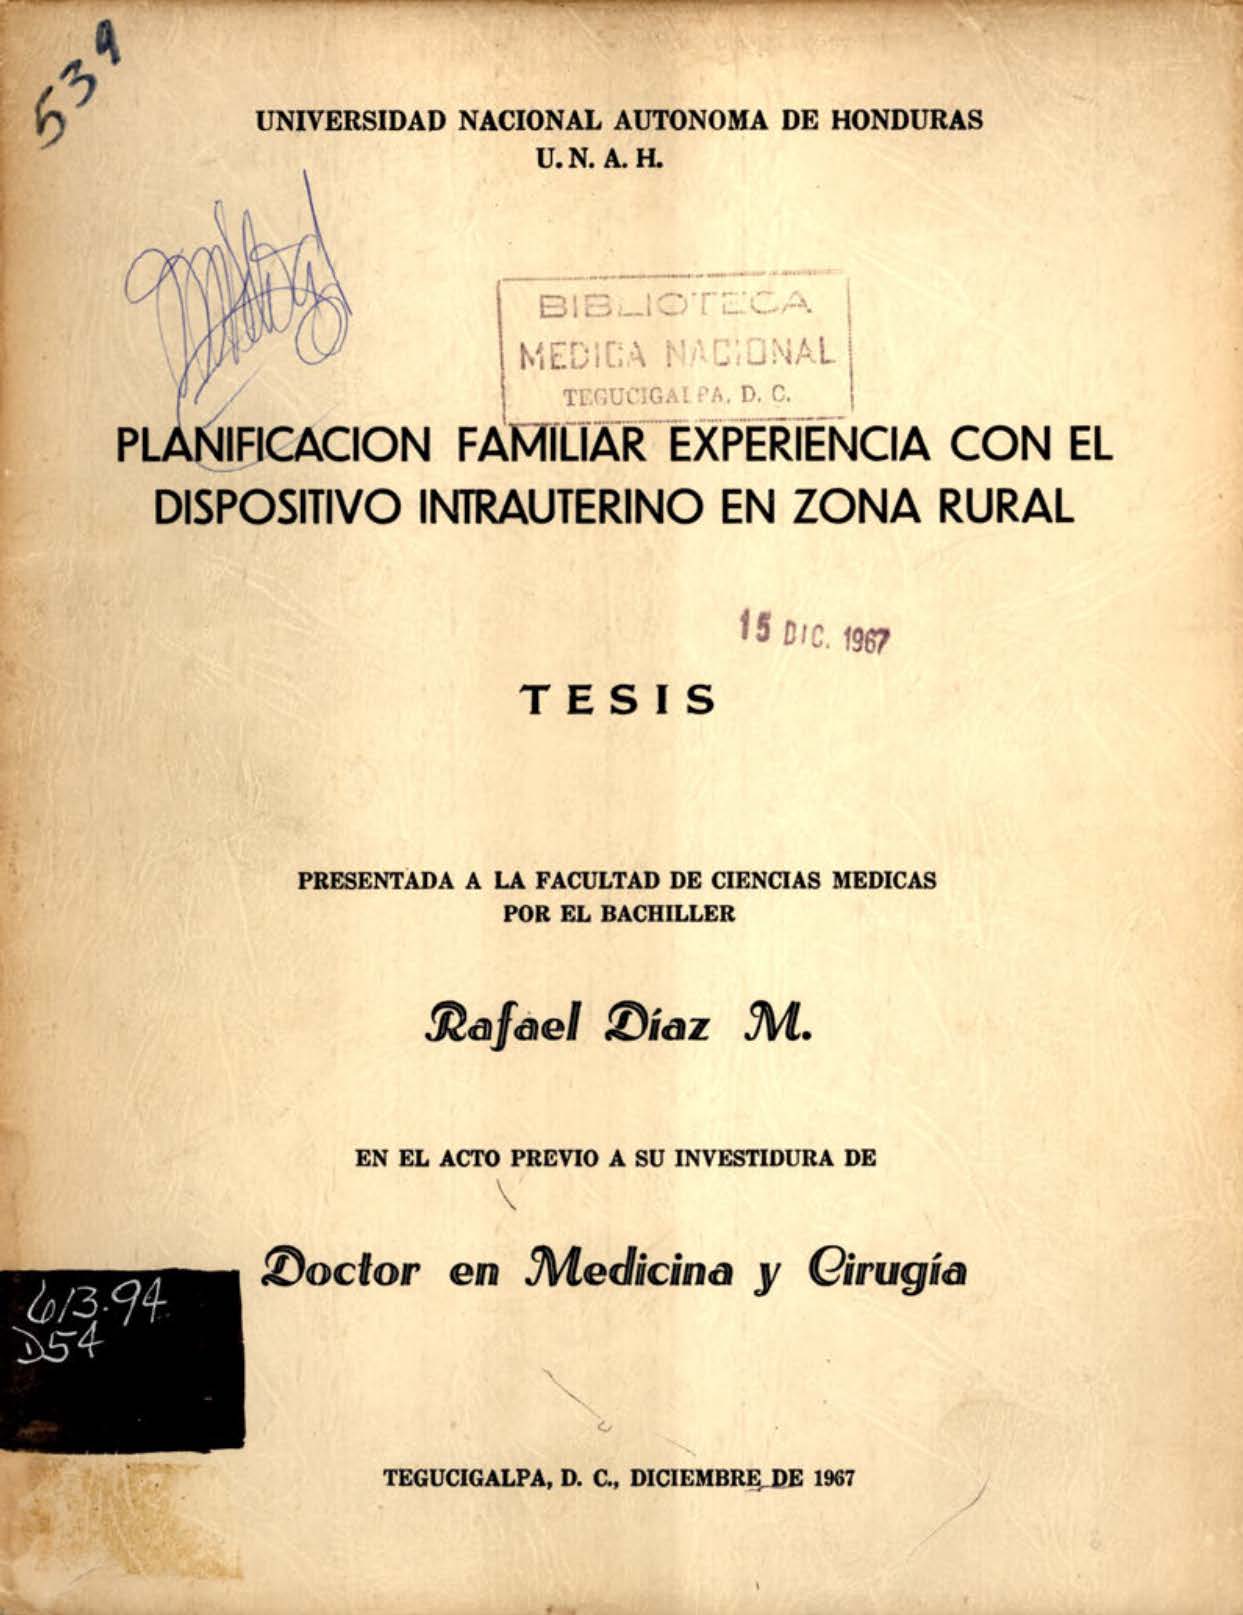 539
UNIVERSIDAD NACIONAL AUTONOMA DE HONDURAS
U. N. A. H.
BIBLIOTECA
MEDICA NACIONAL
TEGUCIGALPA, D. C.
PLANIFICACION FAMILIAR EXPERIENCIA CON EL
DISPOSITIVO INTRAUTERINO EN ZONA RURAL
15 DIC. 1967
TESIS
PRESENTADA A LA FACULTAD DE CIENCIAS MEDICAS
POR EL BACHILLER
Rafael Díaz M.
EN EL ACTO PREVIO A SU INVESTIDURA DE
Doctor en Medicina y Cirugía
613.94
D54
TEGUCIGALPA, D. C., DICIEMBRE DE 1967